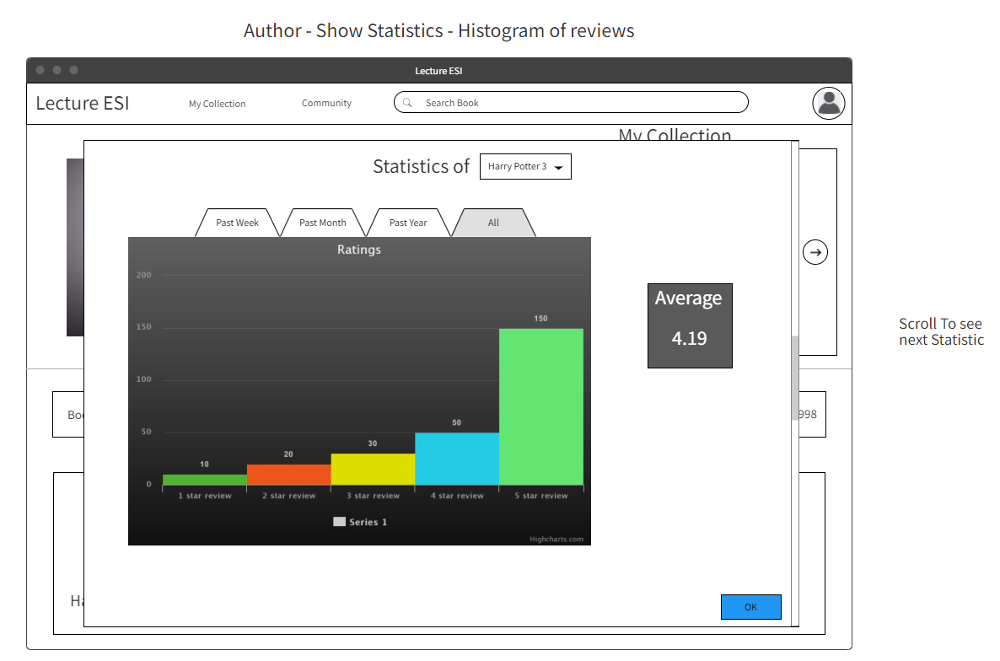 Author - Show Statistics - Histogram of reviews
Lecture ESI
Lecture ESI
My Collection
Community
Search Book
My Collection
Statistics of
Harry Potter 3
Past Week
Past Month
Past Year
All
Ratings
200
150
100
50
0
10
20
30
50
150
1 star review
2 star review
3 star review
4 star review
5 star review
Series 1
Highcharts.com
Average
4.19
Scroll To see
next Statistic
998
OK